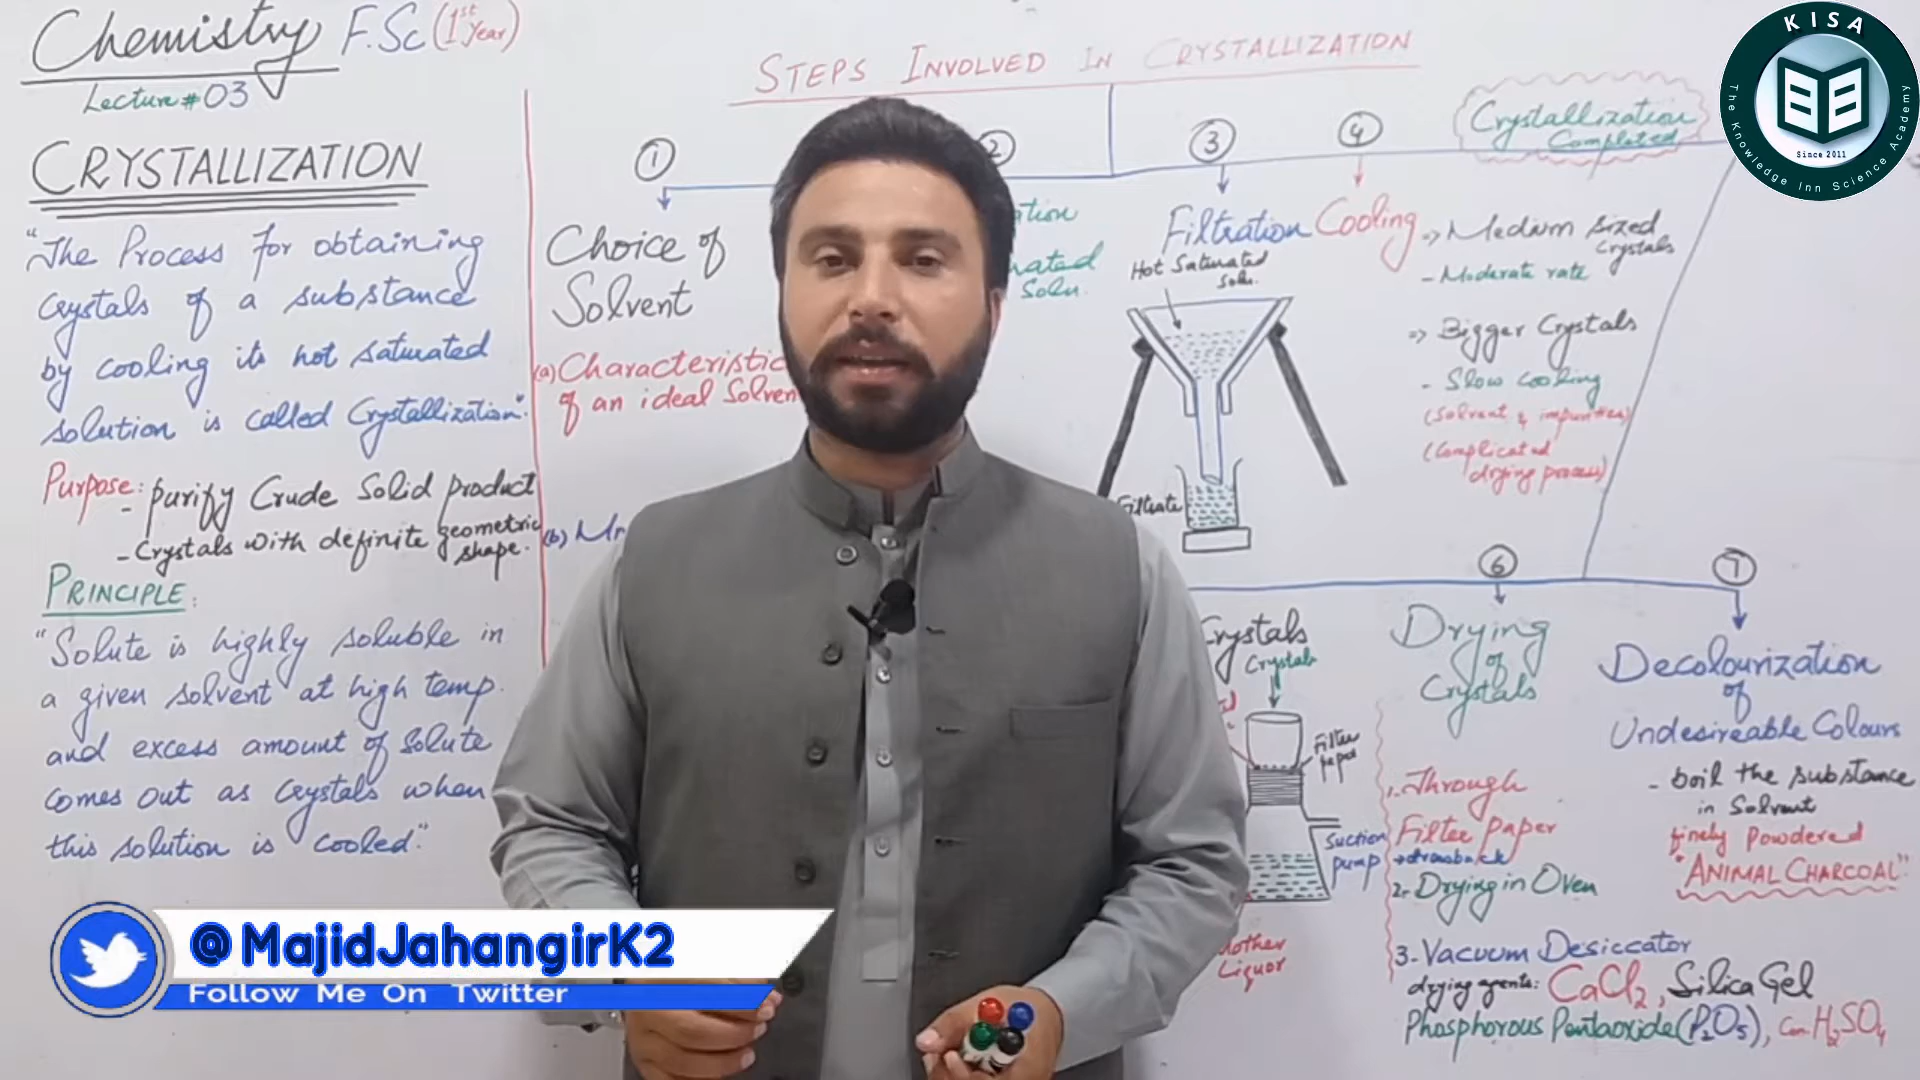 Chemistry F.Sc (1st Year)
Lecture # 03
CRYSTALLIZATION
"The Process for obtaining
Crystals of a substance
by cooling its hot saturated
solution is called Crystallization".
Purpose: - Purify Crude Solid product
- Crystals with definite geometric
shape.
PRINCIPLE:
"Solute is highly soluble in
a given solvent at high temp.
and excess amount of solute
comes out as Crystals when
this solution is cooled".
STEPS INVOLVED IN CRYSTALLIZATION
1
Choice of
Solvent
(a) Characteristic
of an ideal Solven
(b)
2
ation
rated
Solu.
3
Filtration
Hot Saturated
Solu.
Filtrate
4
Cooling
Crystallization
Completed
=> Medium Sized
Crystals
- Moderate rate
=> Bigger Crystals
- Slow cooling
(Solvent & impurities)
(Complicated
drying process)
Crystals
Crystals
Filter
paper
suction
pump
Mother
Liquor
6
Drying
of
Crystals
1. Through
Filter Paper
→ drawback
2. Drying in Oven
3. Vacuum Desiccator
drying agents: CaCl2, Silica Gel
Phosphorous Pentaoxide (P2O5), Con. H2SO4
7
Decolourization
of
Undesireable Colours
- boil the substance
in Solvent
finely Powdered
"ANIMAL CHARCOAL"
KISA
The Knowledge Inn Science Academy
Since 2011
@MajidJahangirK2
Follow Me On Twitter